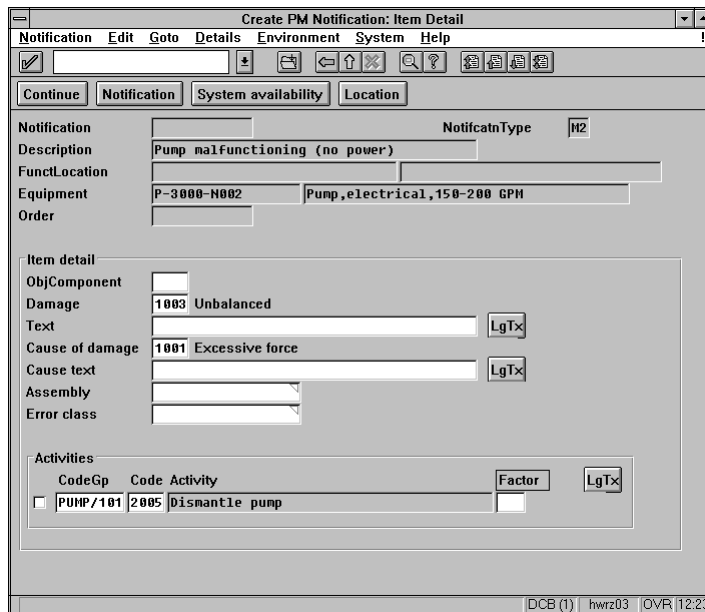 Create PM Notification: Item Detail
Notification Edit Goto Details Environment System Help !
Continue Notification System availability Location
Notification NotifcatnType M2
Description Pump malfunctioning (no power)
FunctLocation
Equipment P-3000-N002 Pump,electrical,150-200 GPM
Order
Item detail
ObjComponent
Damage 1003 Unbalanced
Text LgTx
Cause of damage 1001 Excessive force
Cause text LgTx
Assembly
Error class
Activities
CodeGp Code Activity Factor LgTx
PUMP/101 2005 Dismantle pump
DCB (1) hwrz03 OVR 12:23